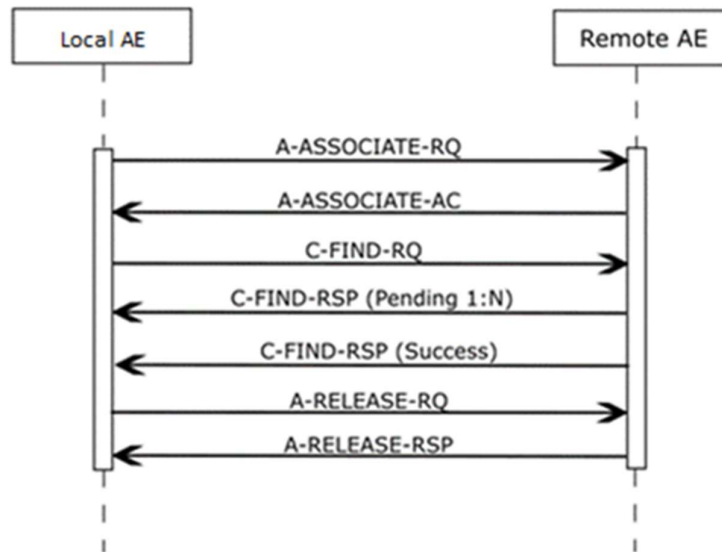 Local AE
Remote AE
A-ASSOCIATE-RQ
A-ASSOCIATE-AC
C-FIND-RQ
C-FIND-RSP (Pending 1:N)
C-FIND-RSP (Success)
A-RELEASE-RQ
A-RELEASE-RSP